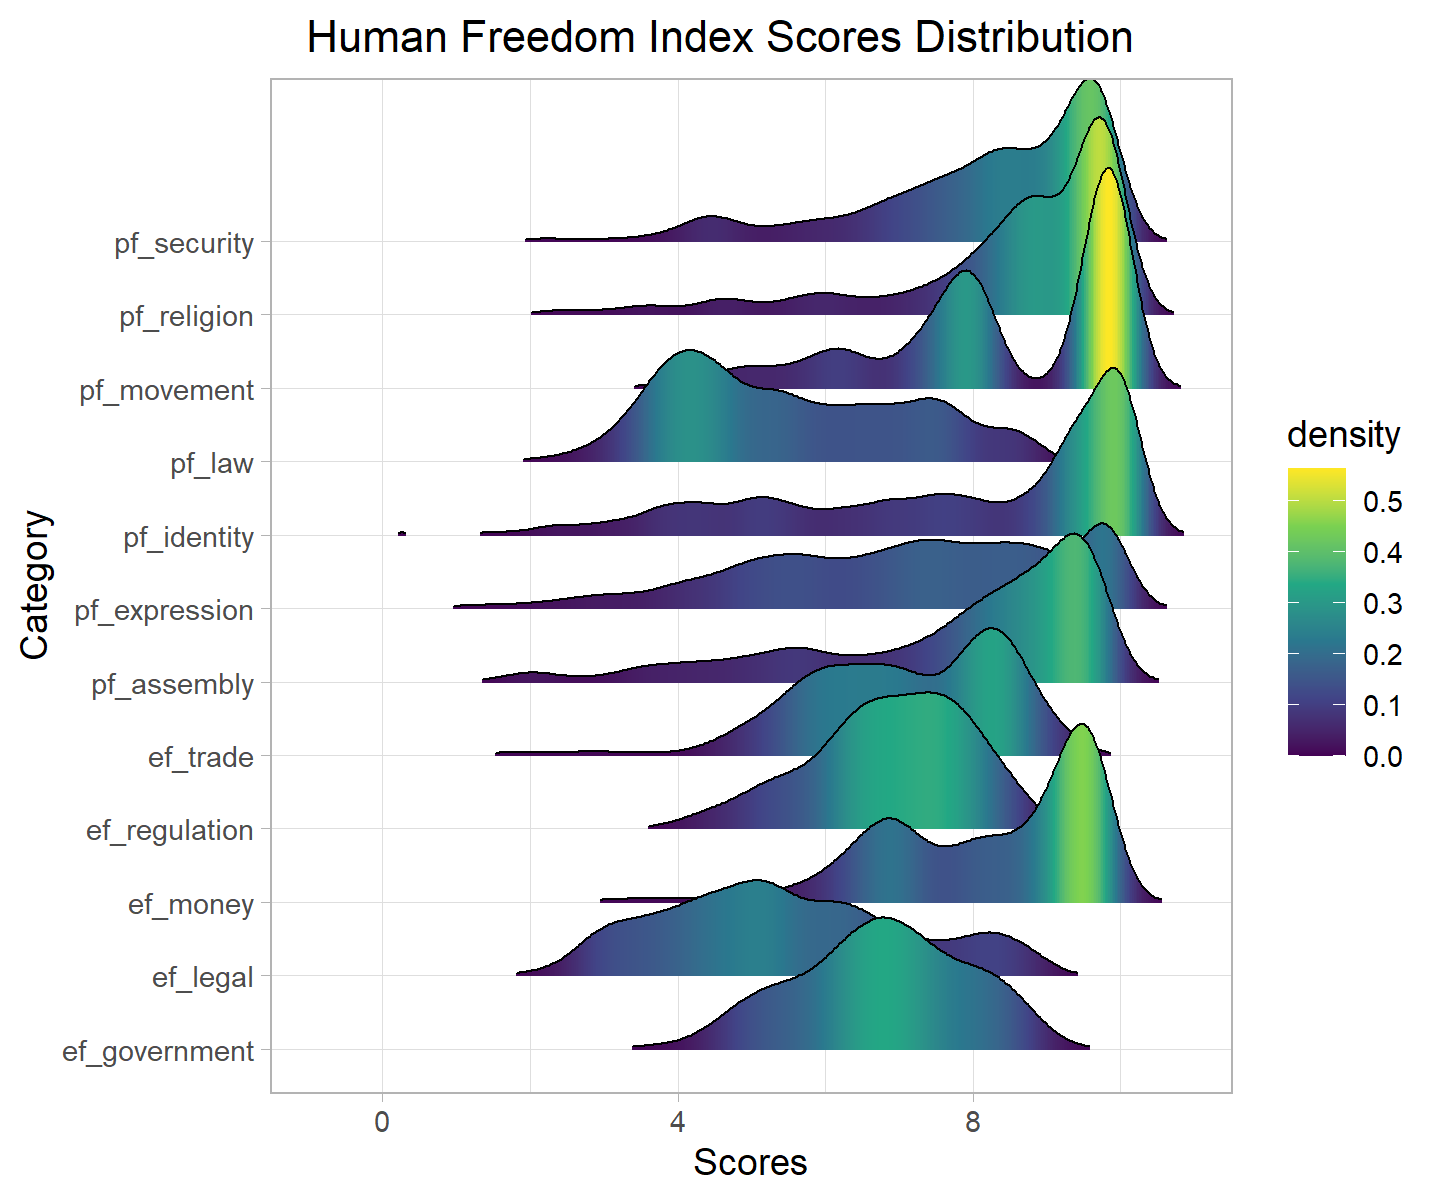 Human Freedom Index Scores Distribution
Category
pf_security
pf_religion
pf_movement
pf_law
pf_identity
pf_expression
pf_assembly
ef_trade
ef_regulation
ef_money
ef_legal
ef_government
0
4
8
Scores
density
0.5
0.4
0.3
0.2
0.1
0.0